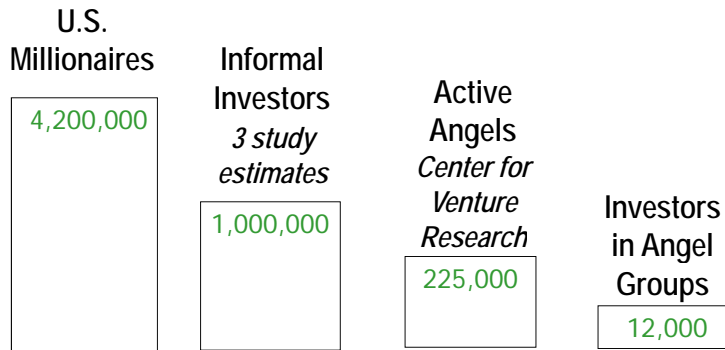 U.S.
Millionaires
4,200,000
Informal
Investors
3 study
estimates
1,000,000
Active
Angels
Center for
Venture
Research
225,000
Investors
in Angel
Groups
12,000